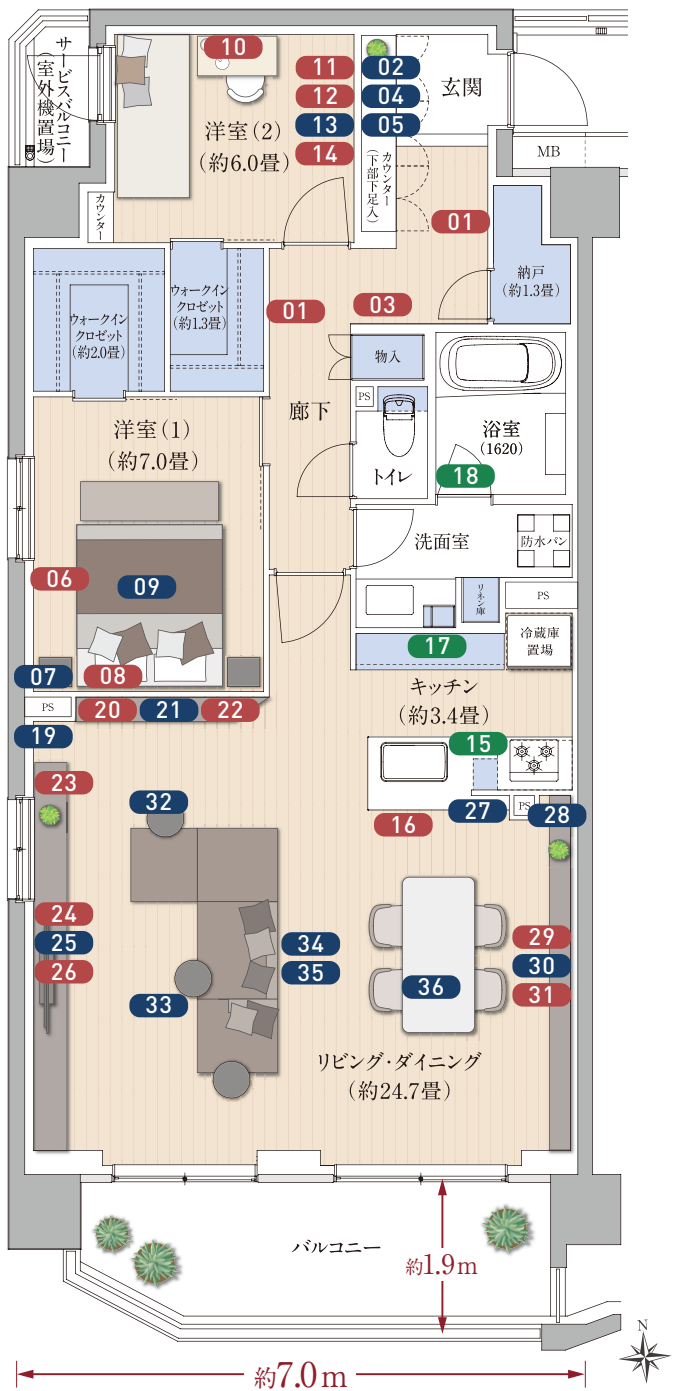 サービスバルコニー
（室外機置場）
10
11
12
13
14
02
04
05
玄関
洋室（2）
（約6.0畳）
カウンター
（下部下足入）
MB
カウンター
01
納戸
（約1.3畳）
ウォークイン
クロゼット
（約1.3畳）
01
03
ウォークイン
クロゼット
（約2.0畳）
物入
PS
廊下
洋室（1）
（約7.0畳）
トイレ
浴室
（1620）
18
洗面室
防水パン
06
09
リネン庫
PS
17
冷蔵庫
置場
07
08
キッチン
（約3.4畳）
PS
20
21
22
19
15
23
32
16
27
PS
28
24
25
26
34
35
29
30
31
33
36
リビング・ダイニング
（約24.7畳）
バルコニー
約1.9m
N
約7.0m